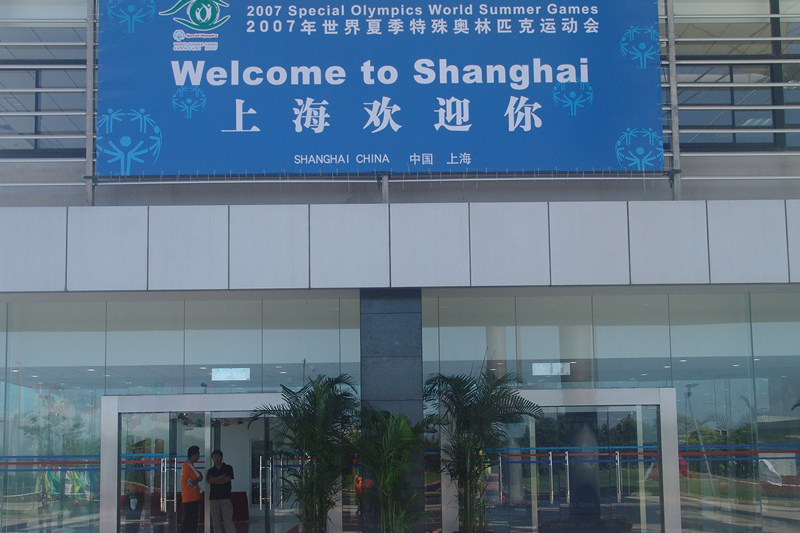 2007 Special Olympics World Summer Games
2007年世界夏季特殊奥林匹克运动会
Special Olympics
Welcome to Shanghai
上海欢迎你
SHANGHAI CHINA 中国 上海